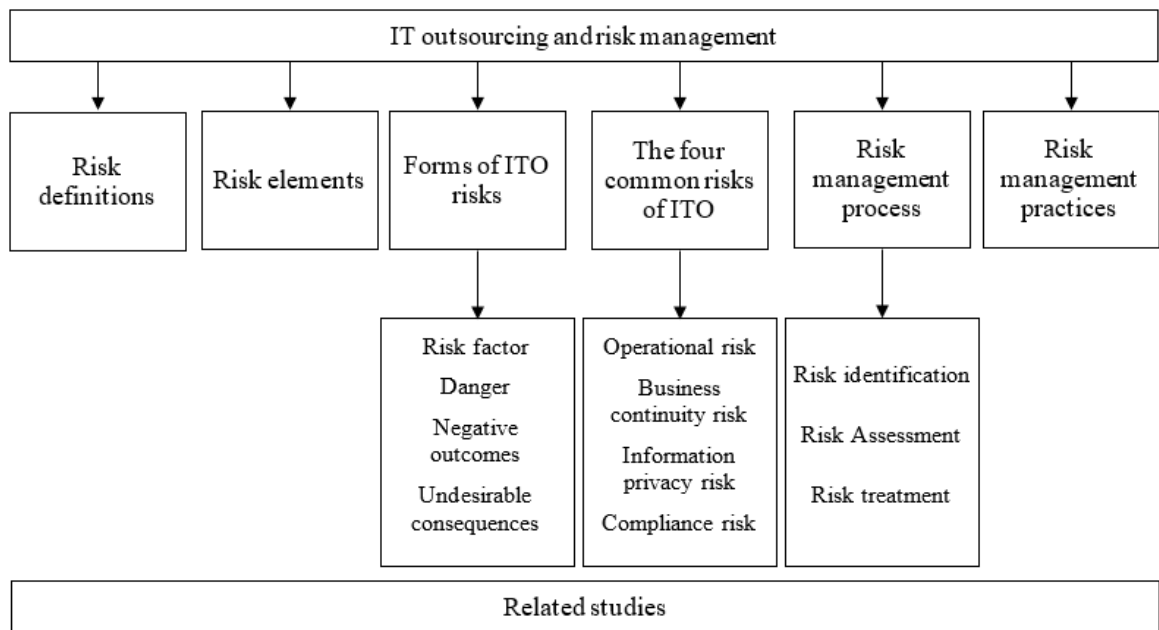 IT outsourcing and risk management
Risk
definitions
Risk elements
Forms of ITO
risks
The four
common risks
of ITO
Risk
management
process
Risk
management
practices
Risk factor
Danger
Negative
outcomes
Undesirable
consequences
Operational risk
Business
continuity risk
Information
privacy risk
Compliance risk
Risk identification
Risk Assessment
Risk treatment
Related studies